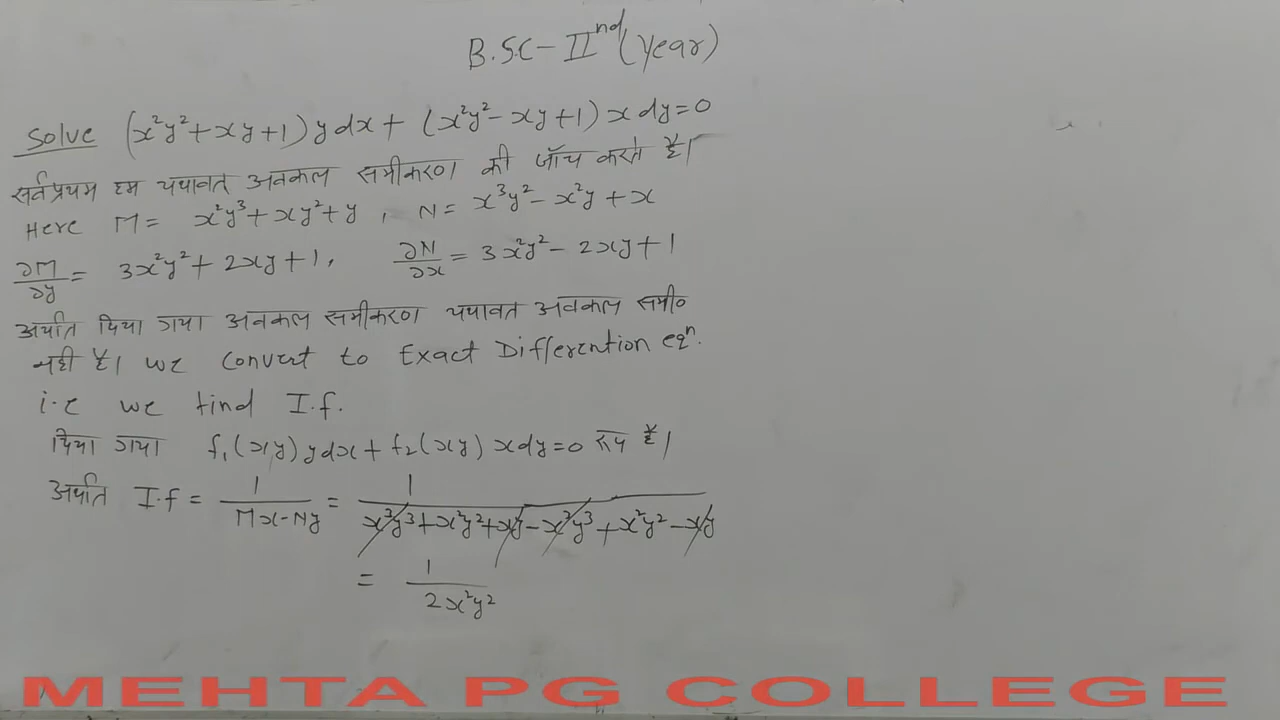 B.SC-IInd (Year)
Solve (x²y²+xy+1) y dx + (x²y²-xy+1) x dy=0
सर्वप्रथम हम यथावत् अवकल समीकरण की जाँच करते है।
Here M= x²y³+xy²+y, N= x³y²-x²y+x
∂M/∂y = 3x²y²+2xy+1, ∂N/∂x = 3x²y²-2xy+1
अर्थात दिया गया अवकल समीकरण यथावत अवकल समी०
नही है। we convert to Exact Differention eqⁿ.
i.e we find I.f.
दिया गया f₁(xy) y dx + f₂(xy) x dy=0 रूप है।
अर्थात I.f = 1/(Mx-Ny) = 1/(x³y³+x²y²+xy-x³y³+x²y²-xy)
= 1/(2x²y²)
MEHTA PG COLLEGE